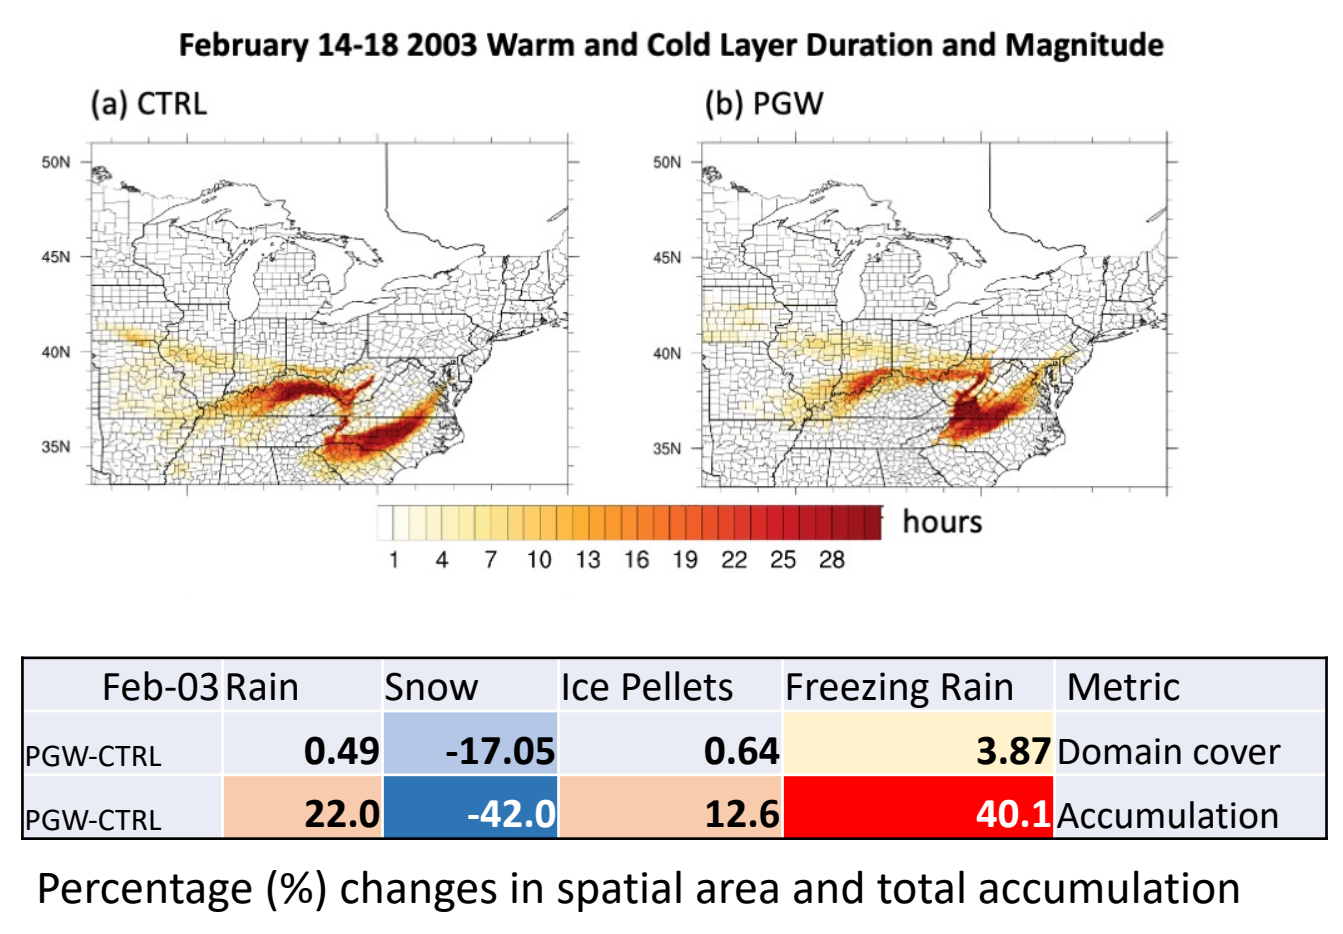 February 14-18 2003 Warm and Cold Layer Duration and Magnitude
(a) CTRL
(b) PGW
50N
45N
40N
35N
50N
45N
40N
35N
1 4 7 10 13 16 19 22 25 28
hours
Feb-03 Rain Snow Ice Pellets Freezing Rain Metric
PGW-CTRL 0.49 -17.05 0.64 3.87 Domain cover
PGW-CTRL 22.0 -42.0 12.6 40.1 Accumulation
Percentage (%) changes in spatial area and total accumulation